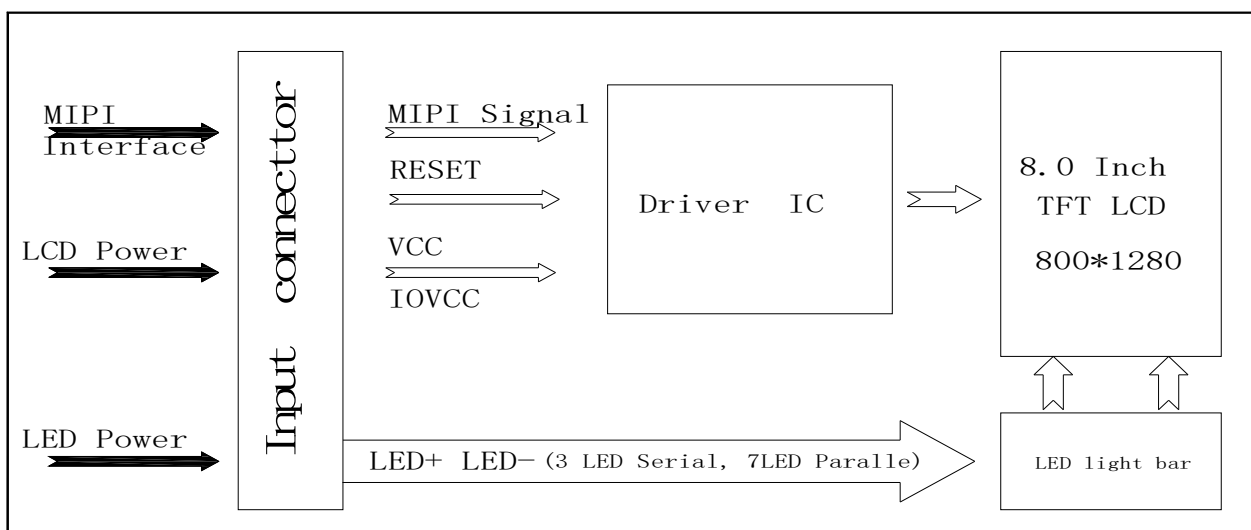 MIPI
Interface
LCD Power
LED Power
Input connecttor
MIPI Signal
RESET
VCC
IOVCC
Driver IC
8.0 Inch
TFT LCD
800*1280
LED+ LED- (3 LED Serial, 7LED Paralle)
LED light bar